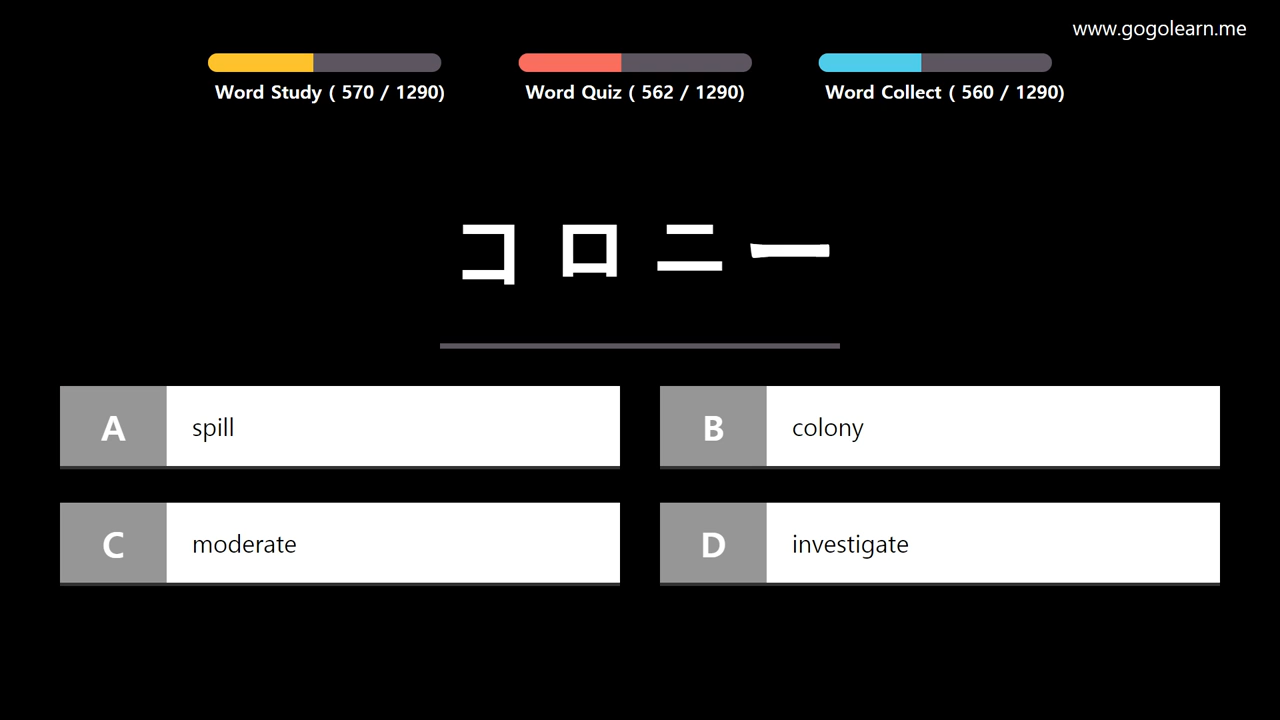 www.gogolearn.me
Word Study ( 570 / 1290)
Word Quiz ( 562 / 1290)
Word Collect ( 560 / 1290)
コロニー
A spill
B colony
C moderate
D investigate